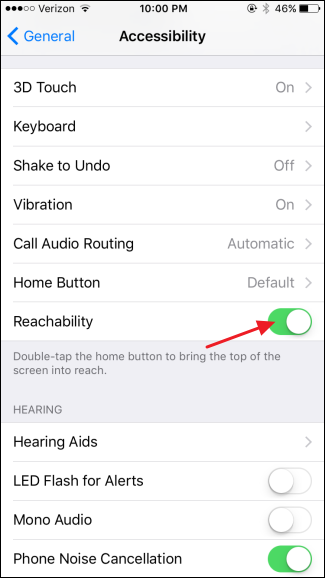 Verizon 10:00 PM 46%
General Accessibility
3D Touch On
Keyboard
Shake to Undo Off
Vibration On
Call Audio Routing Automatic
Home Button Default
Reachability
Double-tap the home button to bring the top of the
screen into reach.
HEARING
Hearing Aids
LED Flash for Alerts
Mono Audio
Phone Noise Cancellation